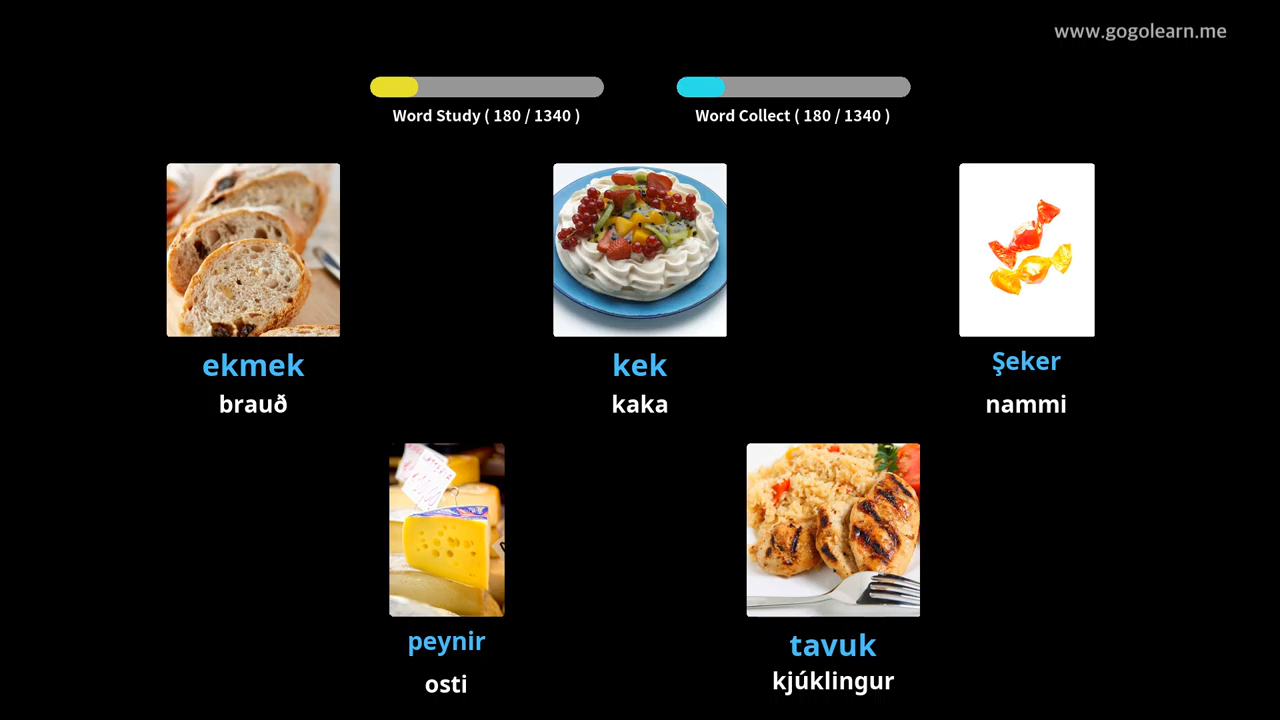 www.gogolearn.me
Word Study ( 180 / 1340 )
Word Collect ( 180 / 1340 )
ekmek
brauð
kek
kaka
Şeker
nammi
peynir
osti
tavuk
kjúklingur